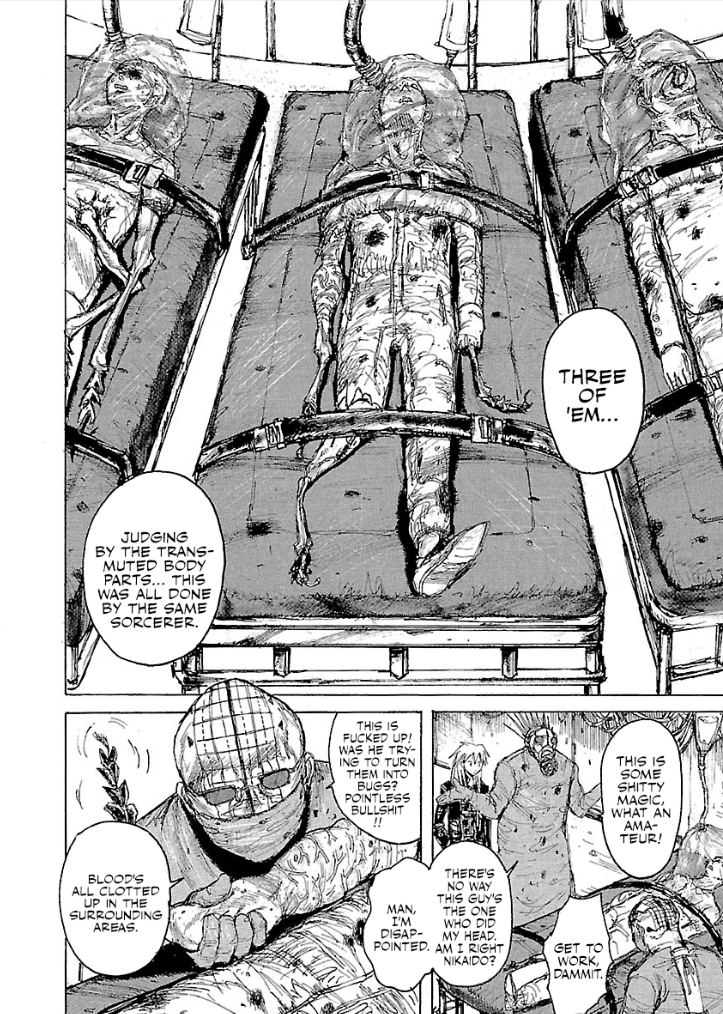 THREE
OF
'EM...
JUDGING
BY THE TRANS-
MUTED BODY
PARTS... THIS
WAS ALL DONE
BY THE SAME
SORCERER.
THIS IS
SOME
SHITTY
MAGIC,
WHAT AN
AMA-
TEUR!
THERE'S
NO WAY
THIS GUY'S
THE ONE
WHO DID
MY HEAD.
AM I RIGHT
NIKAIDO?
MAN,
I'M
DISAP-
POINTED.
GET TO
WORK,
DAMMIT.
THIS IS
FUCKED UP!
WAS HE TRY-
ING TO TURN
THEM INTO
BUGS?
POINTLESS
BULLSHIT
!!
BLOOD'S
ALL CLOTTED
UP IN THE
SURROUNDING
AREAS.